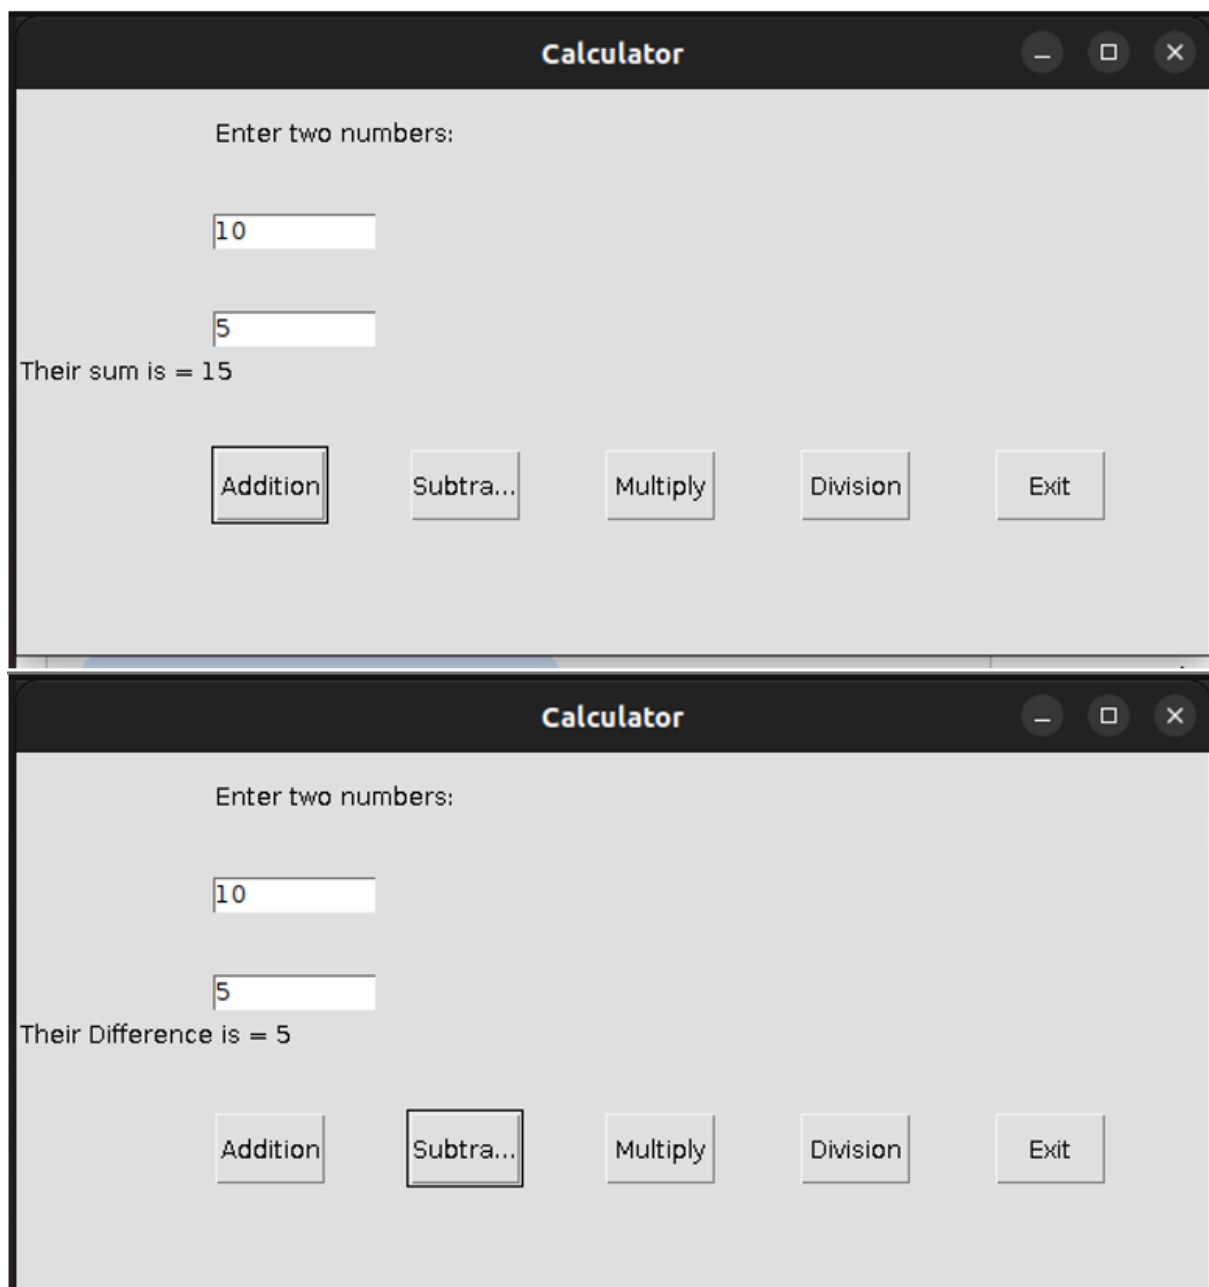 Calculator
Enter two numbers:
10
5
Their sum is = 15
Addition Subtra... Multiply Division Exit
Calculator
Enter two numbers:
10
5
Their Difference is = 5
Addition Subtra... Multiply Division Exit